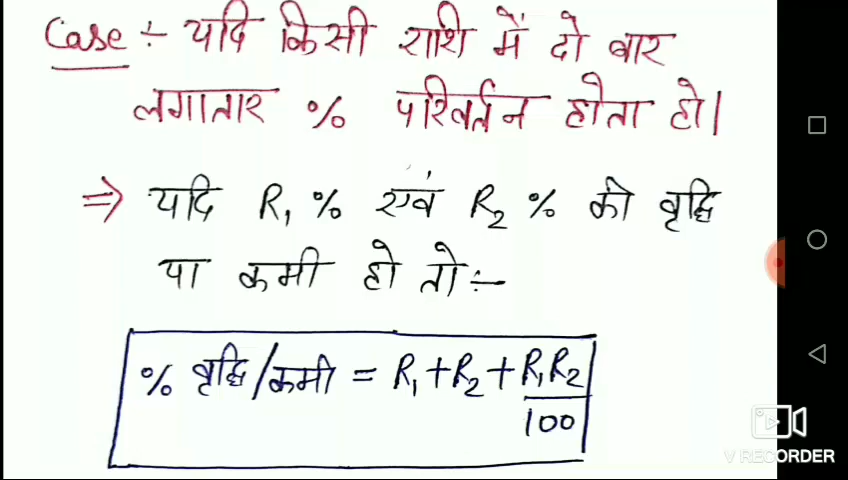 Case ÷ यदि किसी राशि में दो बार
लगातार % परिवर्तन होता हो।
⇒ यदि R₁ % एवं R₂ % की वृद्धि
या कमी हो तो :-
% वृद्धि/कमी = R₁+R₂+R₁R₂
100
V RECORDER